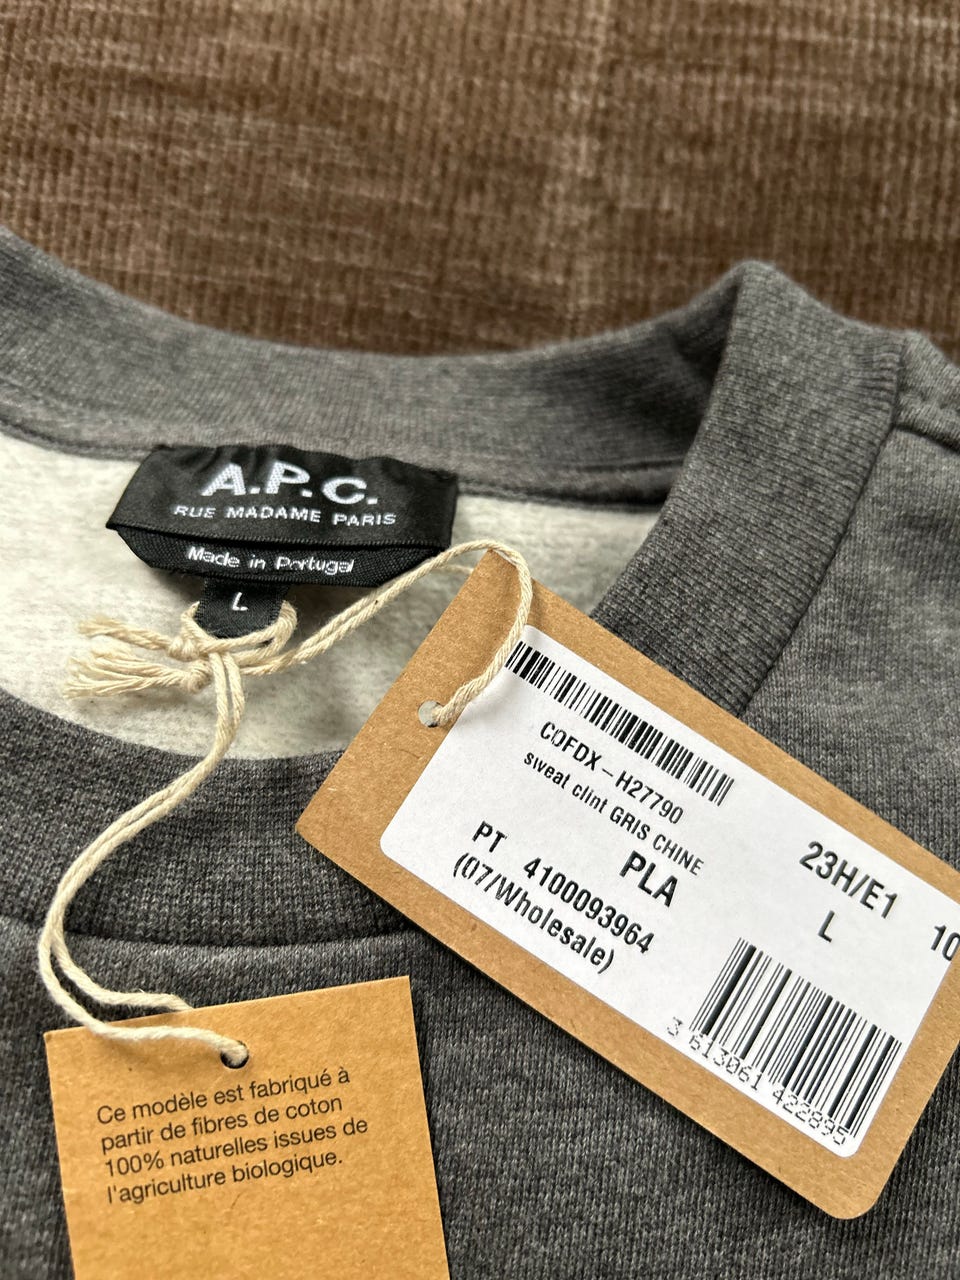 A.P.C.
RUE MADAME PARIS
Made in Portugal
L
COFDX – H27790
sweat clint GRIS CHINE
PLA
PT 4100093964
(07/Wholesale)
23H/E1
L
10
3 613061 422895
Ce modèle est fabriqué à
partir de fibres de coton
100% naturelles issues de
l'agriculture biologique.